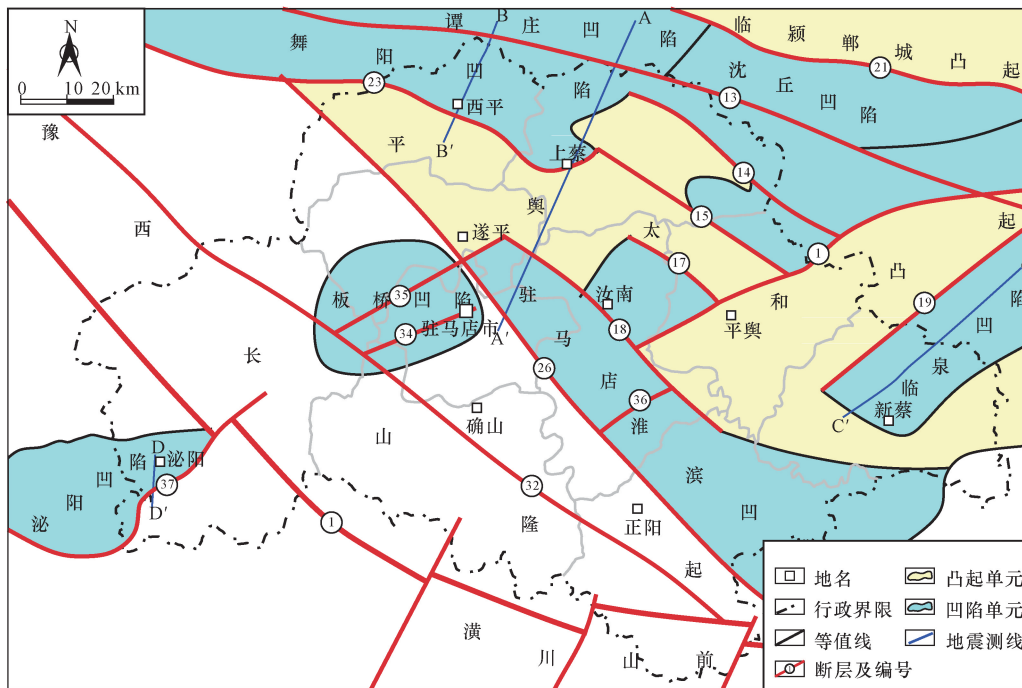 N
0 10 20 km
谭庄凹陷
B
A
临颍郸城凸起
21
舞阳凹陷
23
沈丘凹陷
13
西平
B′
豫西长山隆起
平舆太和凸起
上蔡
14
15
遂平
17
1
19
板桥凹陷
35
34
驻马店市
A′
驻马店淮滨凹
汝南
18
平舆
临泉凹陷
26
36
C′
新蔡
确山
D
泌阳
37
D′
泌阳凹陷
32
1
正阳
潢川山前
地名
凸起单元
行政界限
凹陷单元
等值线
地震测线
1
断层及编号